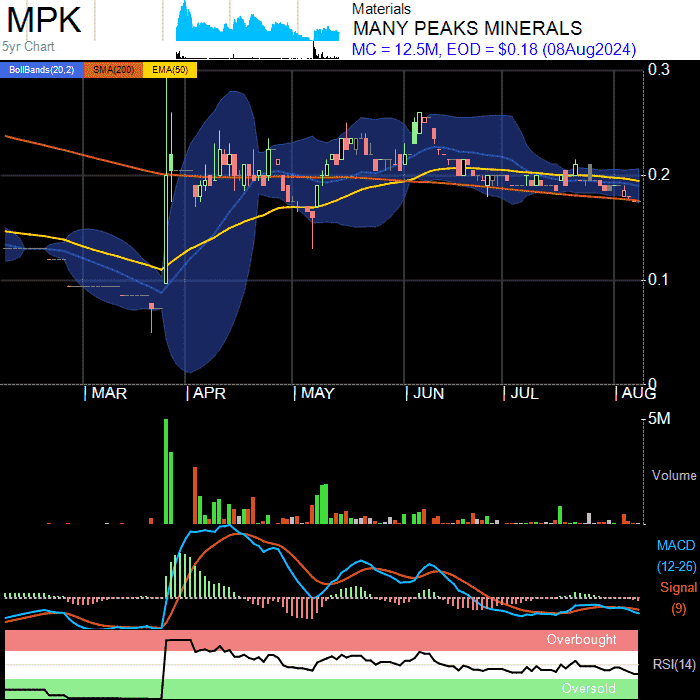 MPK
5yr Chart
Materials
MANY PEAKS MINERALS
MC = 12.5M, EOD = $0.18 (08Aug2024)
BollBands(20,2) SMA(200) EMA(50)
0.3
0.2
0.1
0
| MAR | APR | MAY | JUN | JUL | AUG
5M
Volume
MACD
(12-26)
Signal
(9)
Overbought
RSI(14)
Oversold